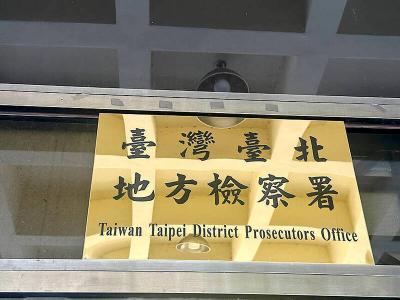 臺灣臺北
地方檢察署
Taiwan Taipei District Prosecutors Office